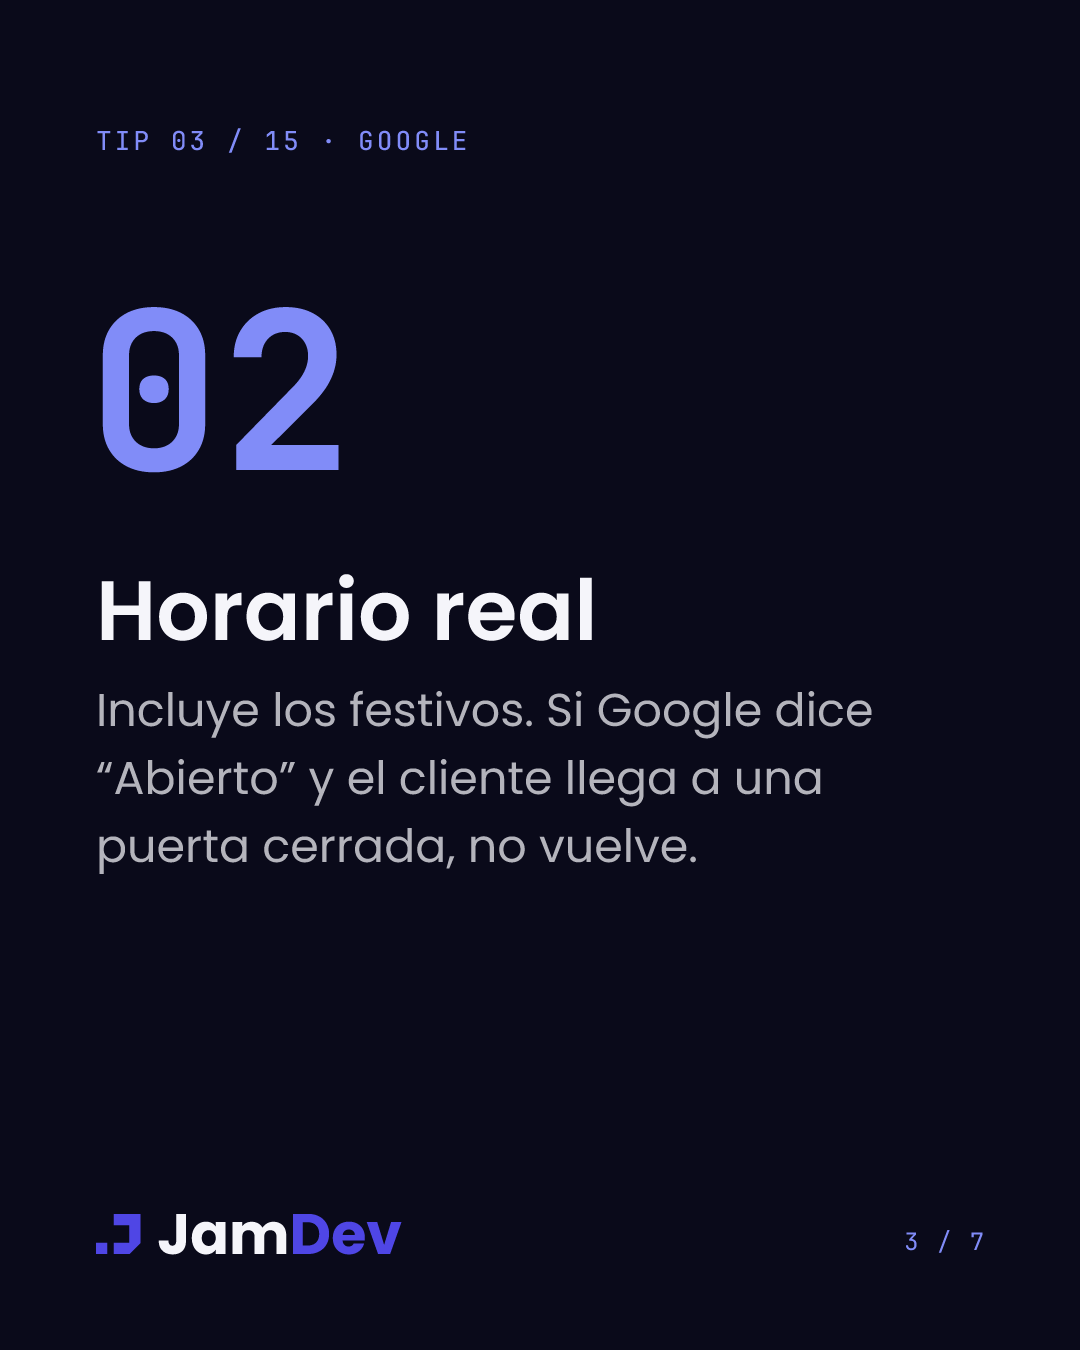 TIP 03 / 15 · GOOGLE
02
Horario real
Incluye los festivos. Si Google dice
“Abierto” y el cliente llega a una
puerta cerrada, no vuelve.
JamDev
3 / 7